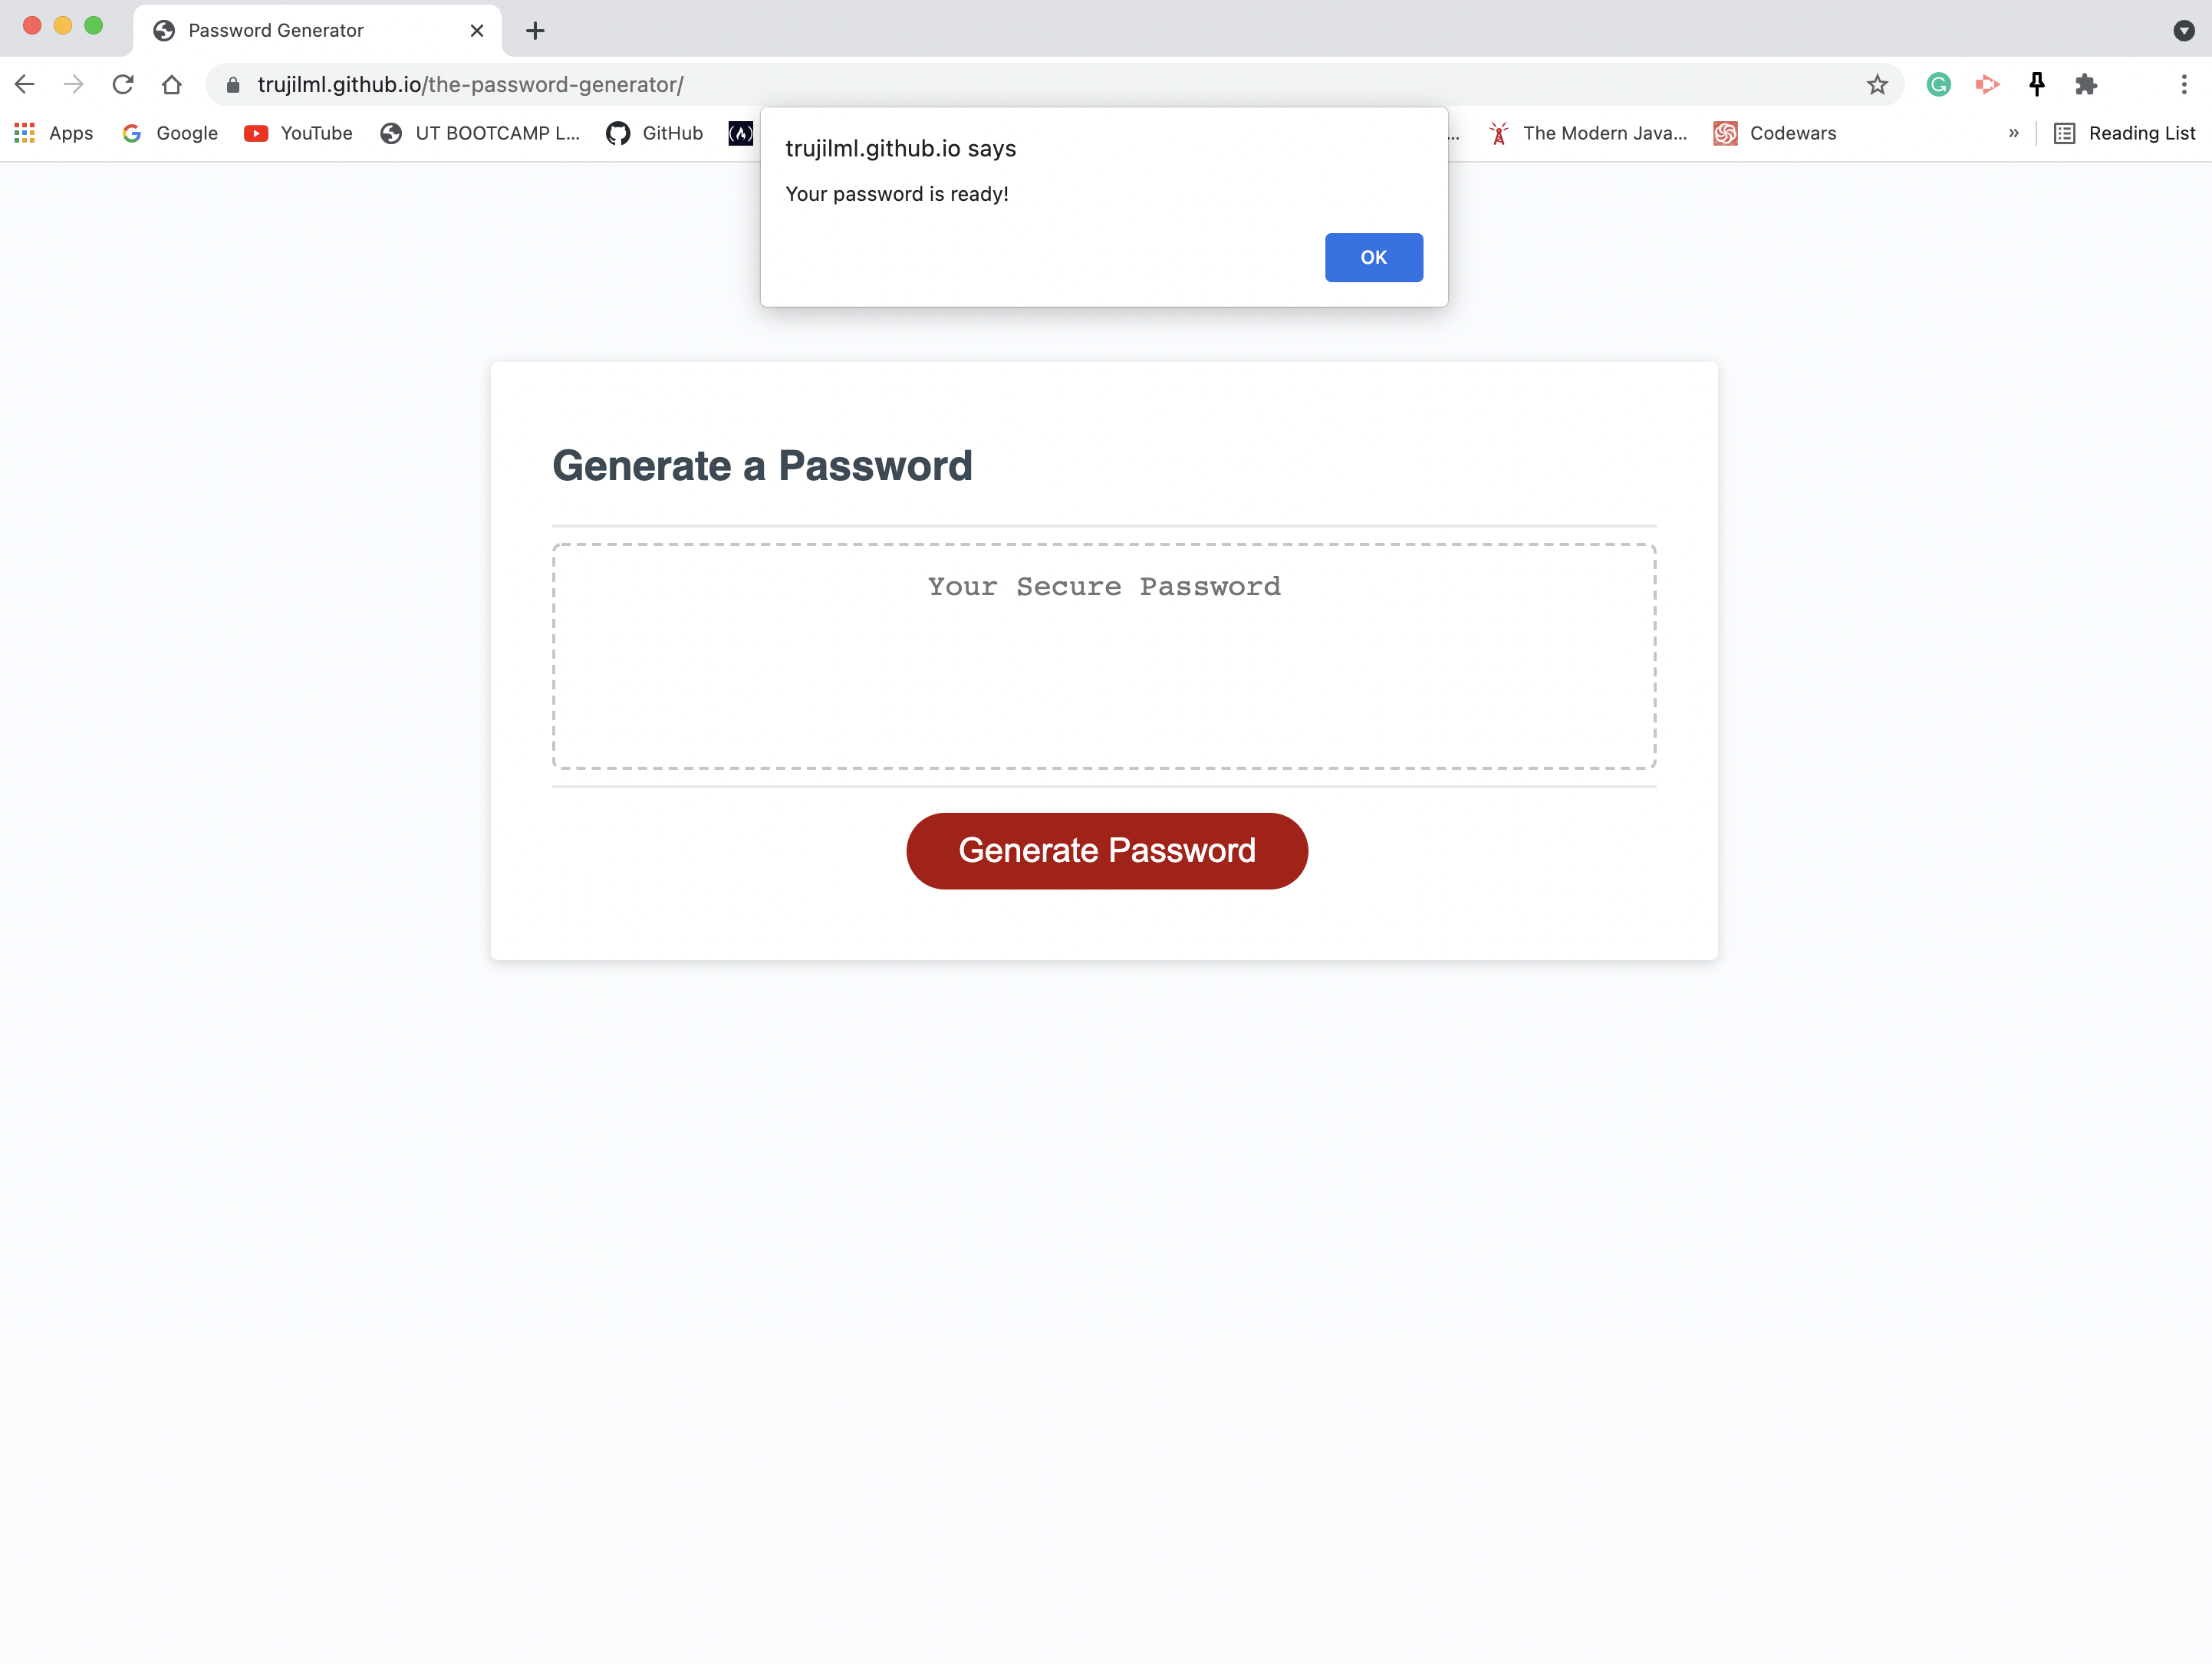 Password Generator
trujilml.github.io/the-password-generator/
Apps Google YouTube UT BOOTCAMP L... GitHub ... The Modern Java... Codewars » Reading List
trujilml.github.io says
Your password is ready!
OK
Generate a Password
Your Secure Password
Generate Password